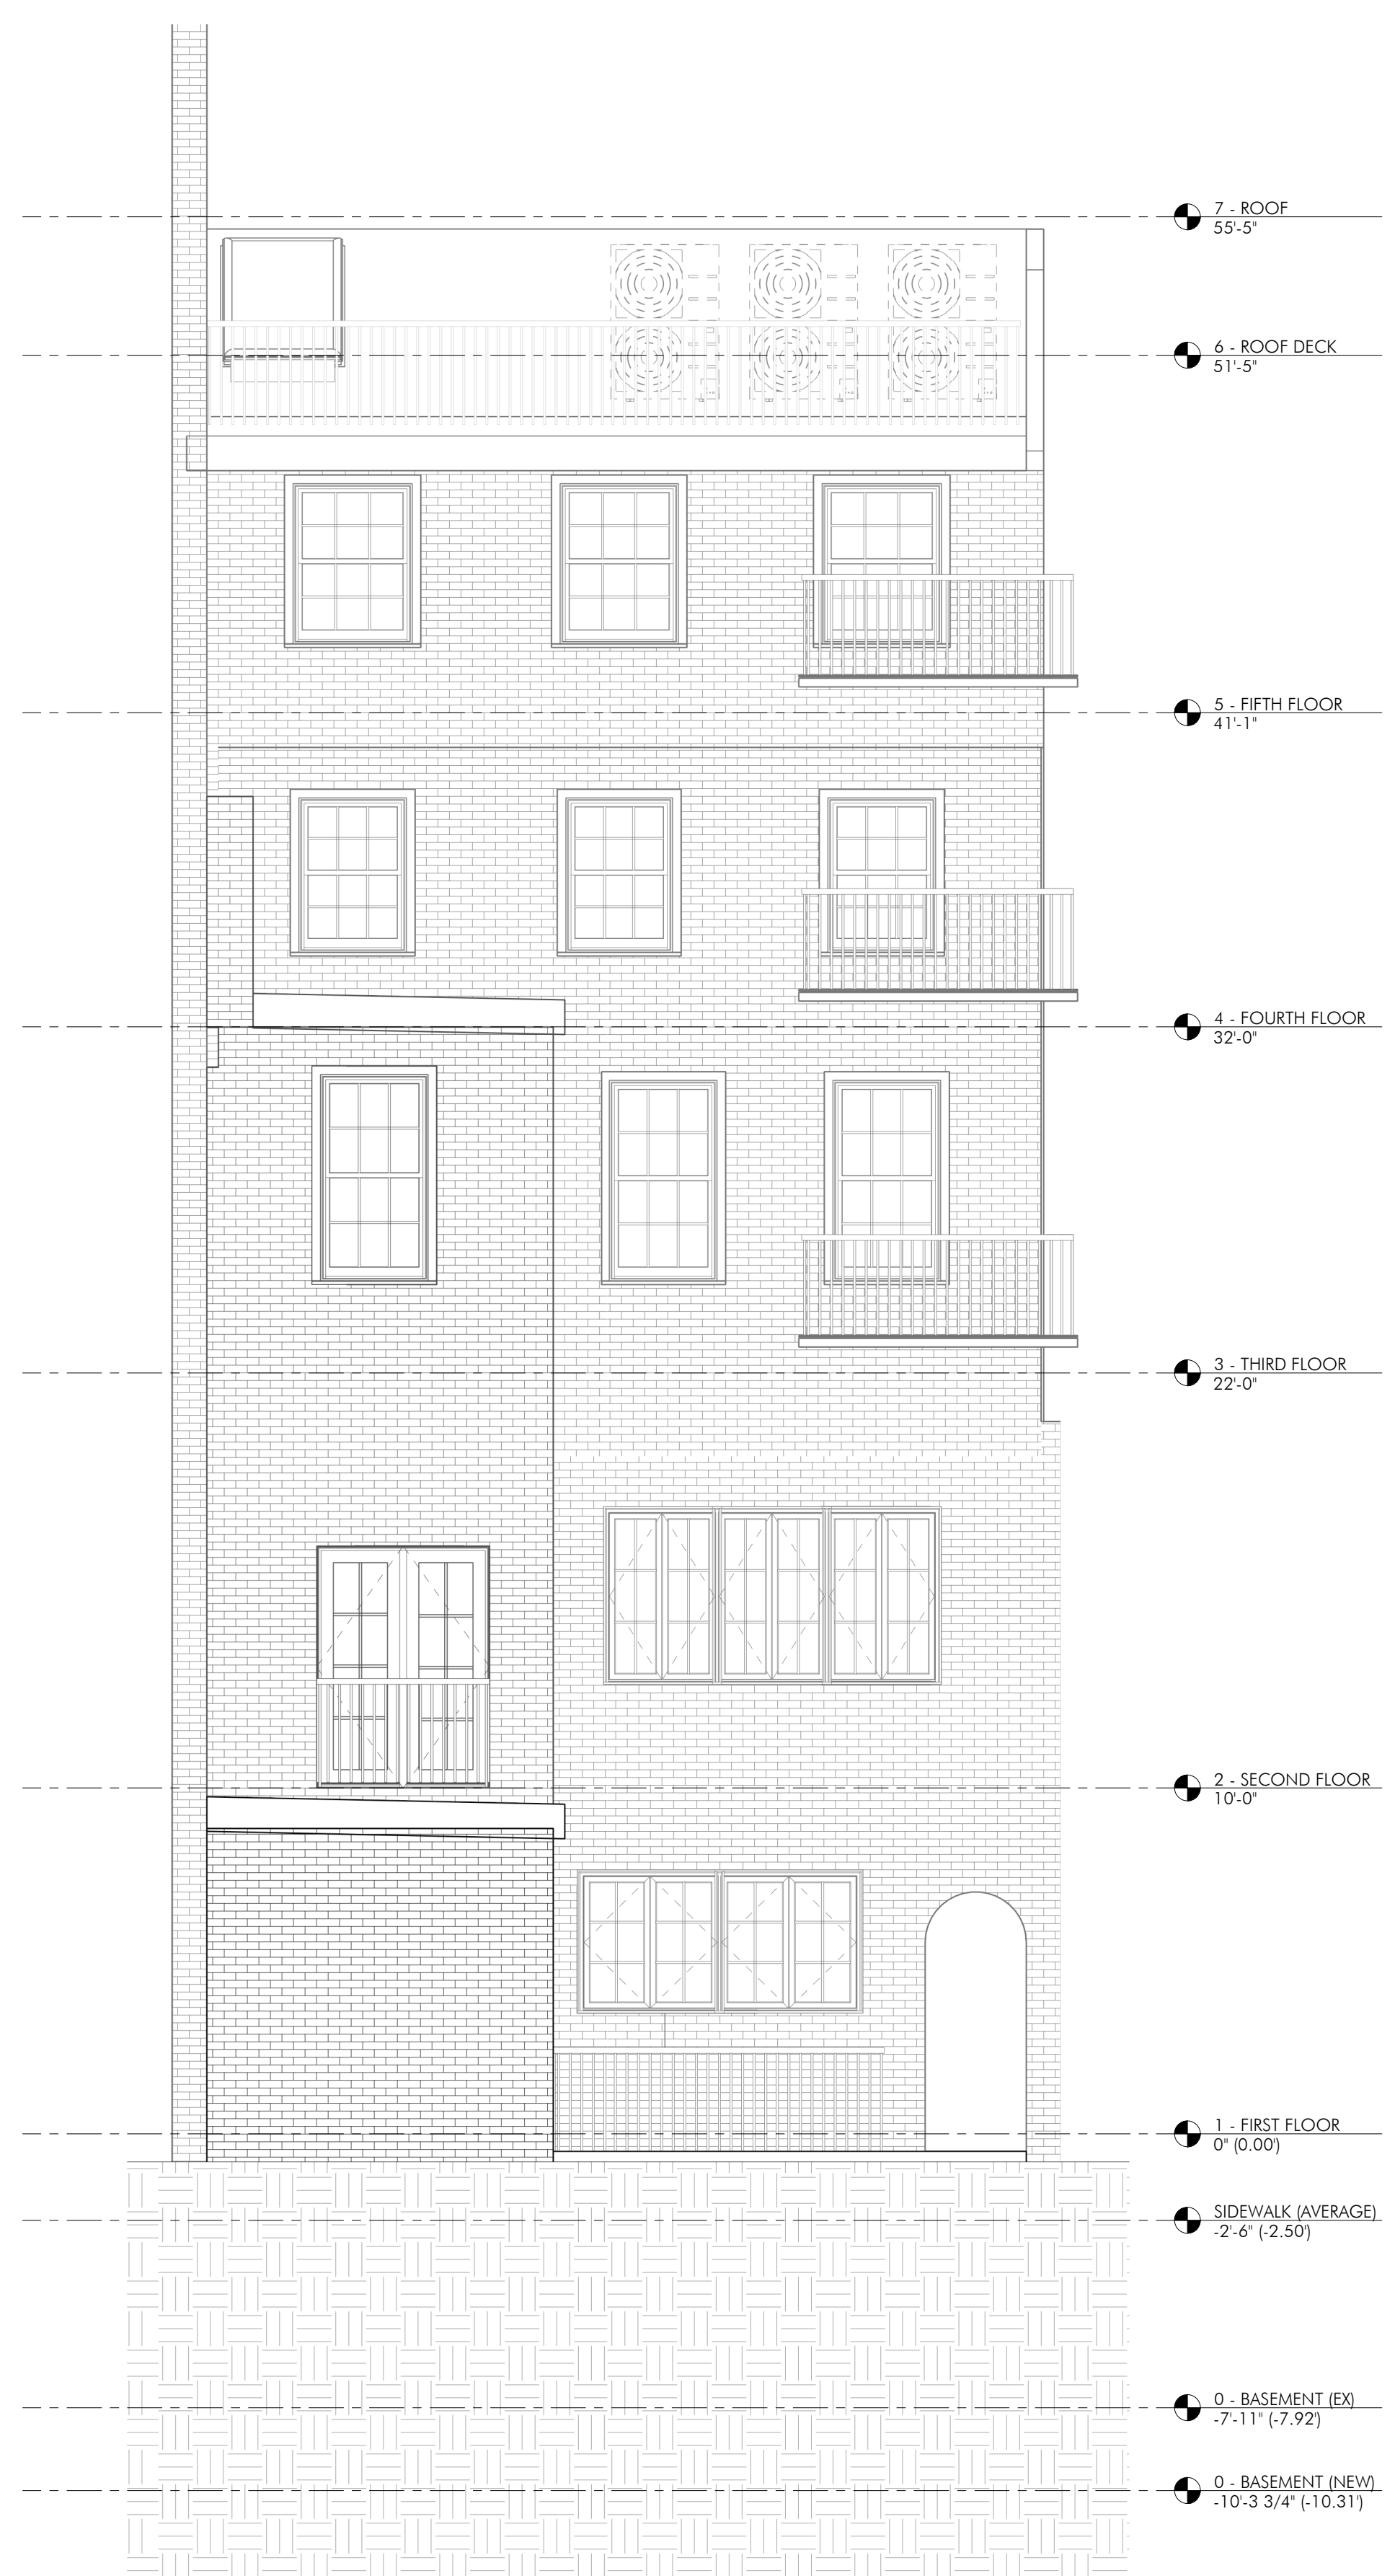 7 - ROOF
55'-5"
6 - ROOF DECK
51'-5"
5 - FIFTH FLOOR
41'-1"
4 - FOURTH FLOOR
32'-0"
3 - THIRD FLOOR
22'-0"
2 - SECOND FLOOR
10'-0"
1 - FIRST FLOOR
0" (0.00')
SIDEWALK (AVERAGE)
-2'-6" (-2.50')
0 - BASEMENT (EX)
-7'-11" (-7.92')
0 - BASEMENT (NEW)
-10'-3 3/4" (-10.31')